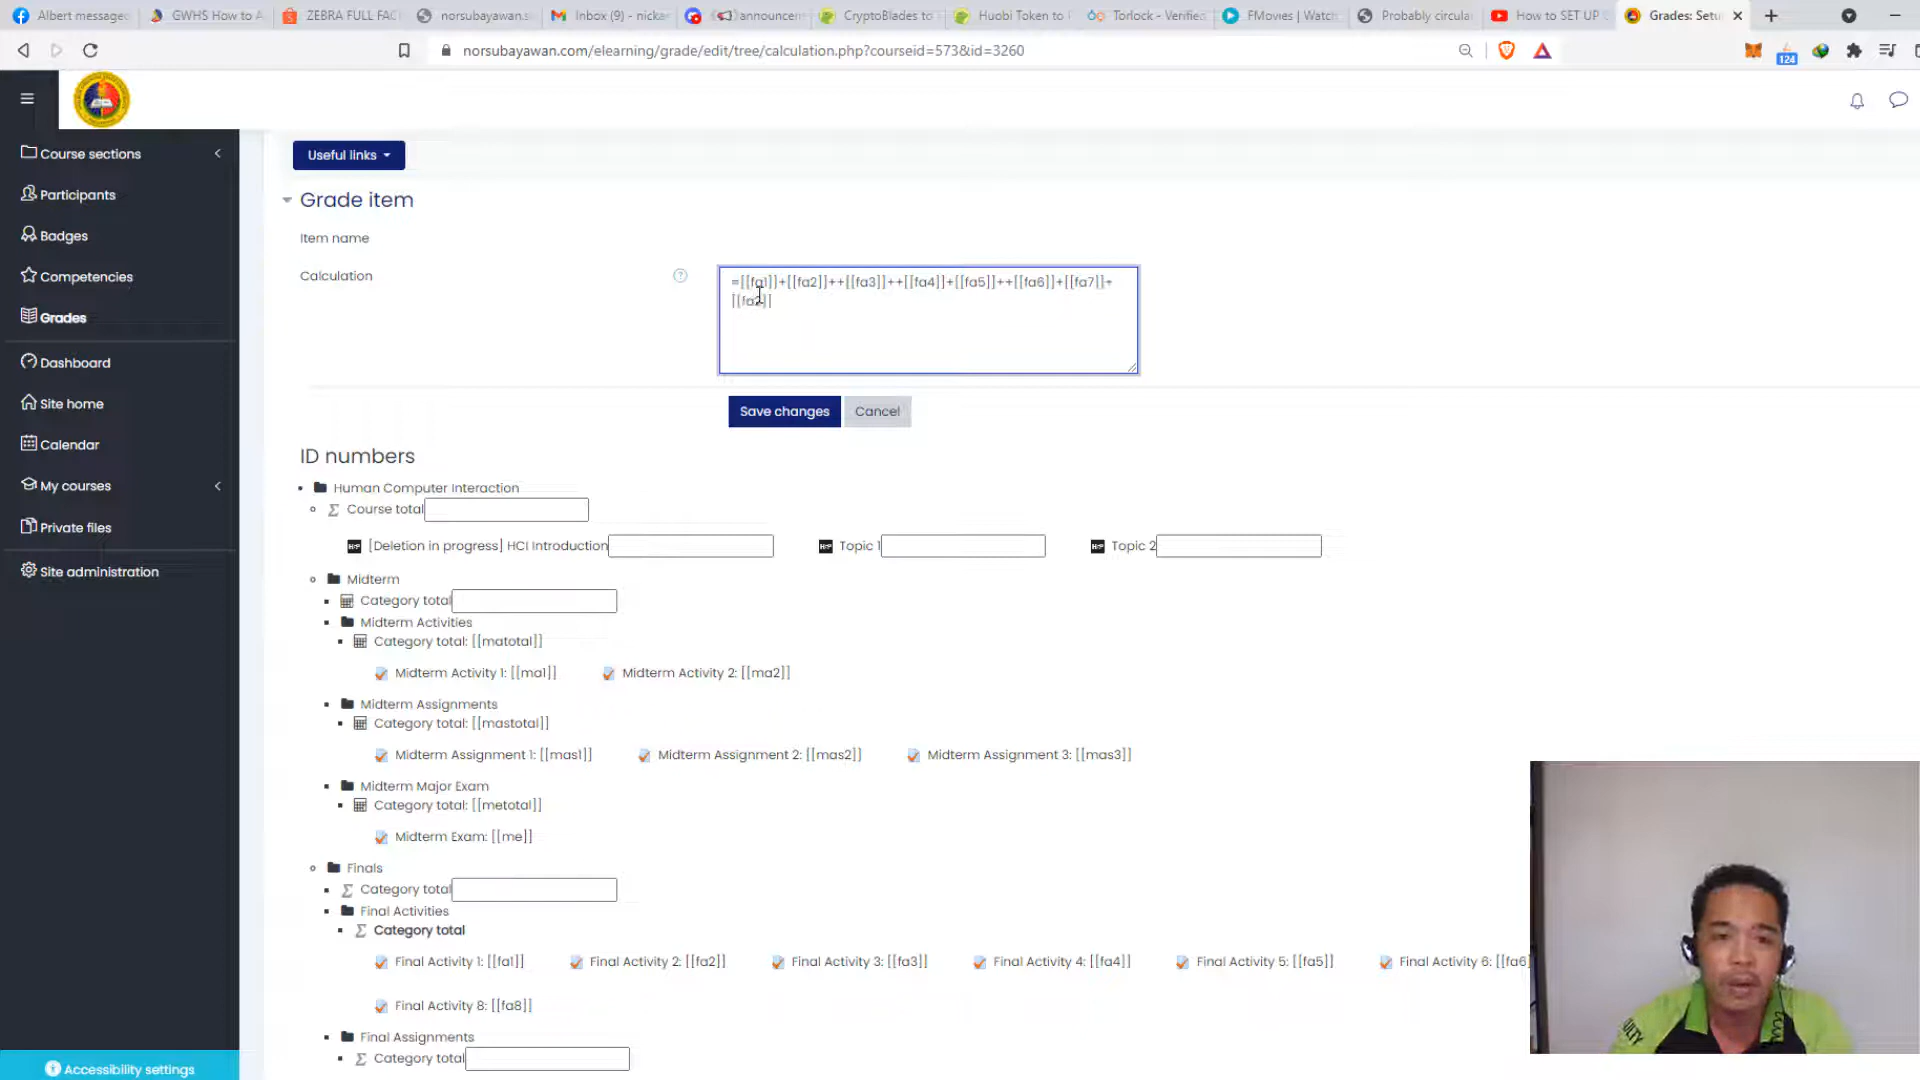 Albert message
GWHS How to A
ZEBRA FULL FAC
norsubayawan.
Inbox (9) - nicka
announcem
CryptoBlades to
Huobi Token to
Torlock - Verifie
FMovies | Watch
Probably circula
How to SET UP
Grades: Setu
norsubayawan.com/elearning/grade/edit/tree/calculation.php?courseid=573&id=3260
124
Course sections
Participants
Badges
Competencies
Grades
Dashboard
Site home
Calendar
My courses
Private files
Site administration
Accessibility settings
Useful links
Grade item
Item name
Calculation
=[[fa1]]+[[fa2]]++[[fa3]]++[[fa4]]+[[fa5]]++[[fa6]]+[[fa7]]+
[[fa2]]
Save changes
Cancel
ID numbers
Human Computer Interaction
Course total
[Deletion in progress] HCI Introduction
Topic 1
Topic 2
Midterm
Category total
Midterm Activities
Category total: [[matotal]]
Midterm Activity 1: [[ma1]]
Midterm Activity 2: [[ma2]]
Midterm Assignments
Category total: [[mastotal]]
Midterm Assignment 1: [[mas1]]
Midterm Assignment 2: [[mas2]]
Midterm Assignment 3: [[mas3]]
Midterm Major Exam
Category total: [[metotal]]
Midterm Exam: [[me]]
Finals
Category total
Final Activities
Category total
Final Activity 1: [[fa1]]
Final Activity 2: [[fa2]]
Final Activity 3: [[fa3]]
Final Activity 4: [[fa4]]
Final Activity 5: [[fa5]]
Final Activity 6: [[fa6]
Final Activity 8: [[fa8]]
Final Assignments
Category total